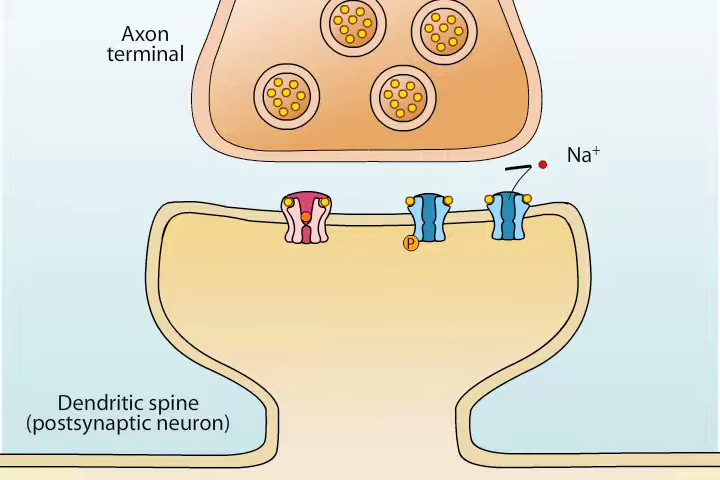 Axon
terminal
Na⁺
P
Dendritic spine
(postsynaptic neuron)